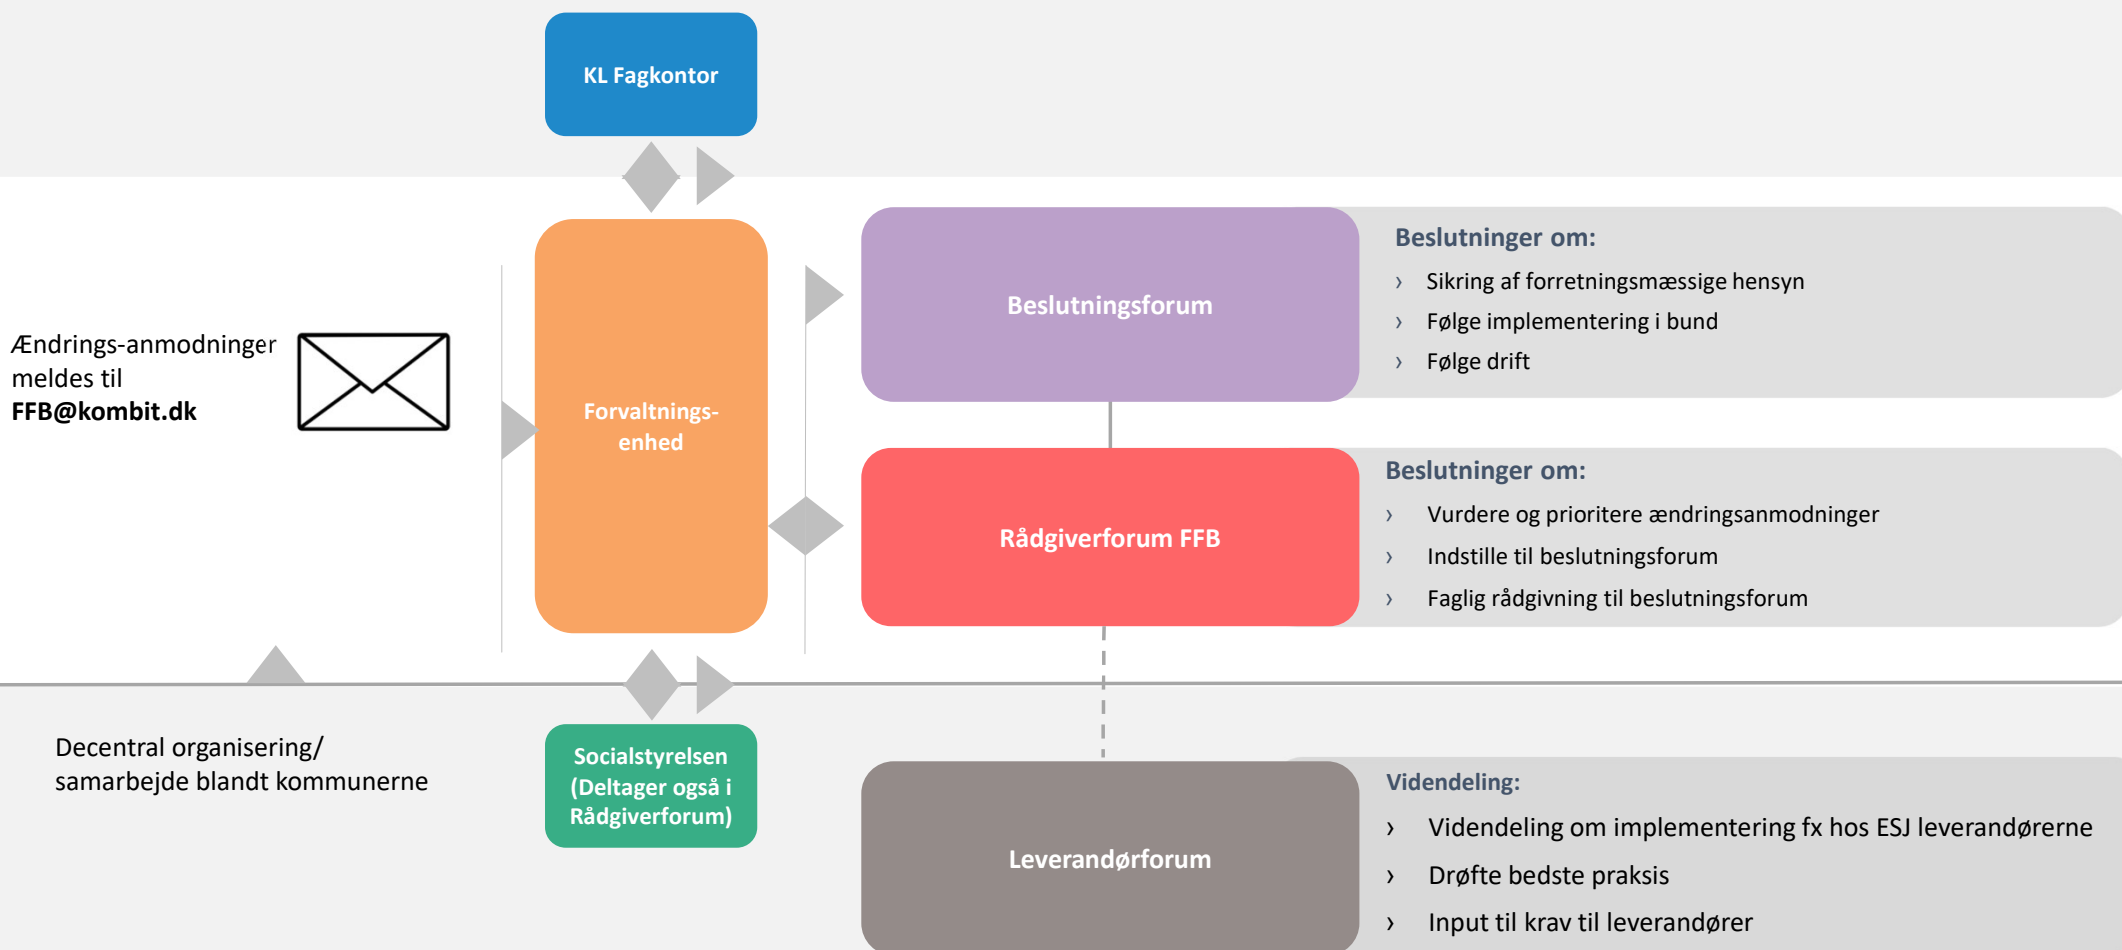 KL Fagkontor
Ændrings-anmodninger
meldes til
FFB@kombit.dk
Forvaltnings-
enhed
Beslutningsforum
Beslutninger om:
› Sikring af forretningsmæssige hensyn
› Følge implementering i bund
› Følge drift
Rådgiverforum FFB
Beslutninger om:
› Vurdere og prioritere ændringsanmodninger
› Indstille til beslutningsforum
› Faglig rådgivning til beslutningsforum
Decentral organisering/
samarbejde blandt kommunerne
Socialstyrelsen
(Deltager også i
Rådgiverforum)
Leverandørforum
Videndeling:
› Videndeling om implementering fx hos ESJ leverandørerne
› Drøfte bedste praksis
› Input til krav til leverandører